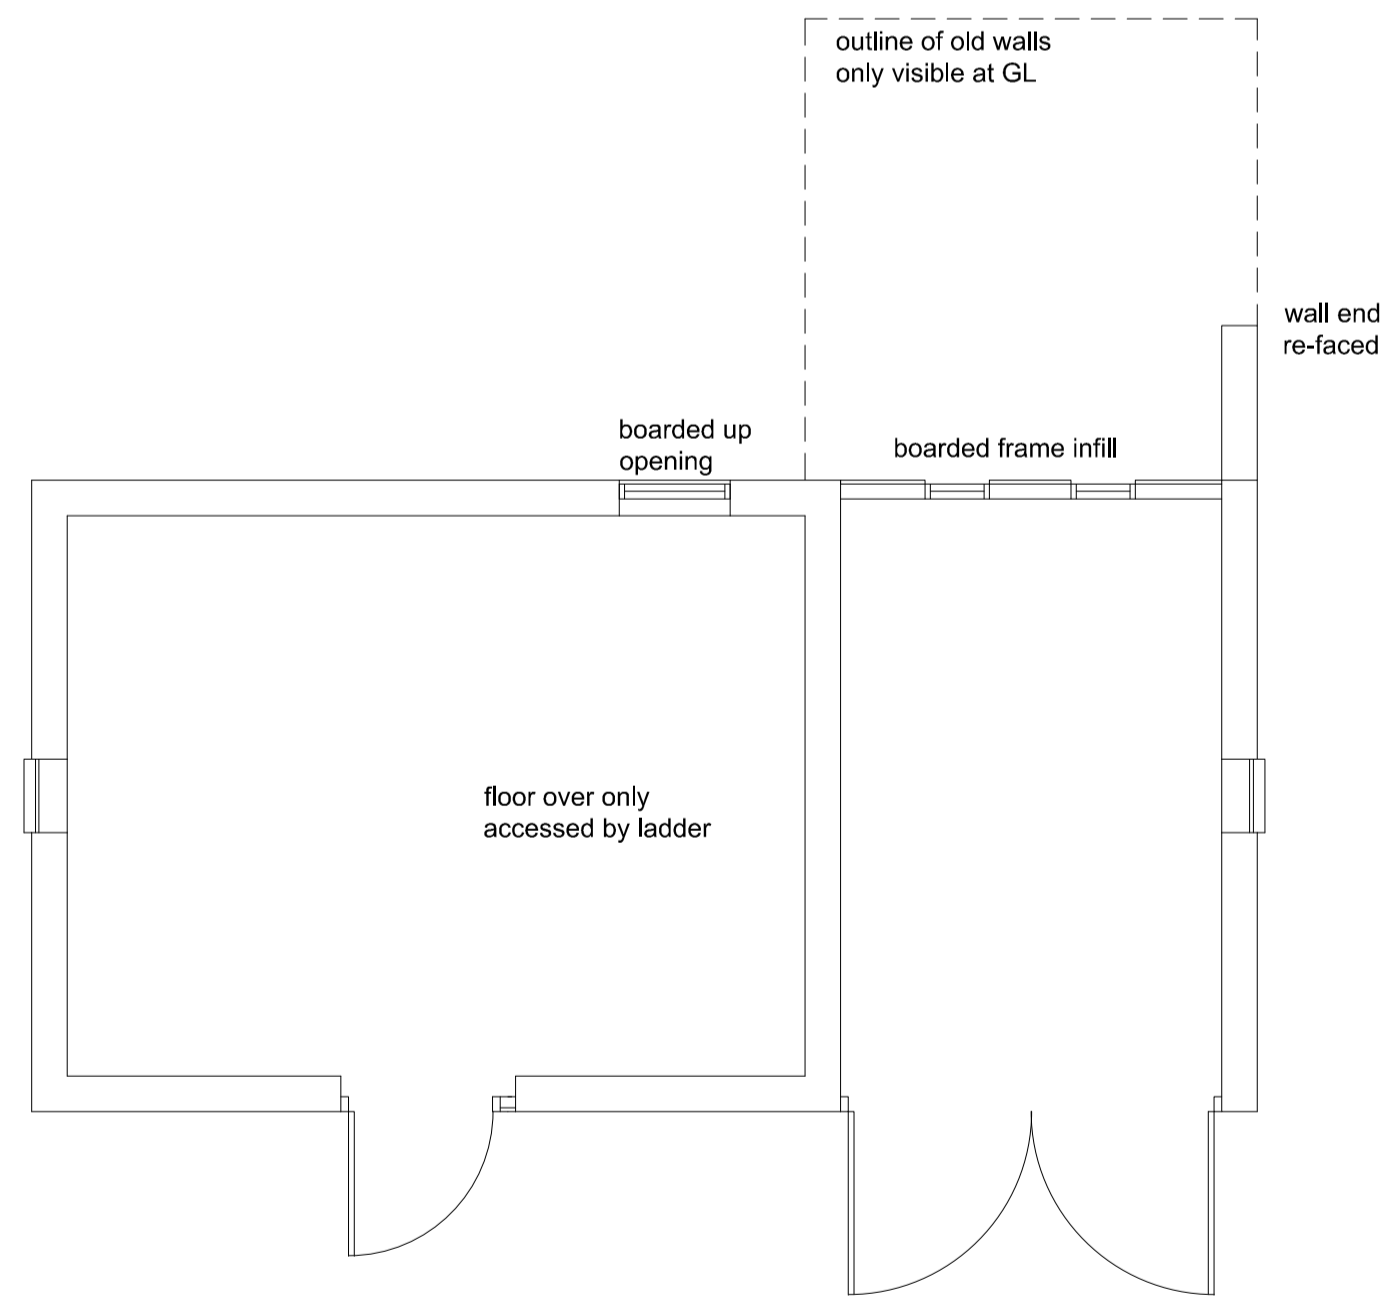 outline of old walls
only visible at GL
wall end
re-faced
boarded up
opening
boarded frame infill
floor over only
accessed by ladder